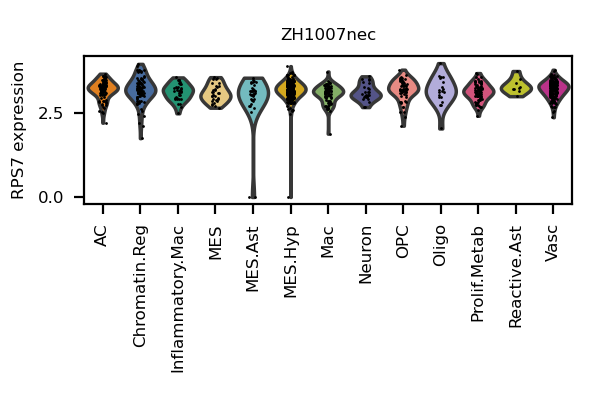 ZH1007nec
RPS7 expression
2.5
0.0
AC
Chromatin.Reg
Inflammatory.Mac
MES
MES.Ast
MES.Hyp
Mac
Neuron
OPC
Oligo
Prolif.Metab
Reactive.Ast
Vasc